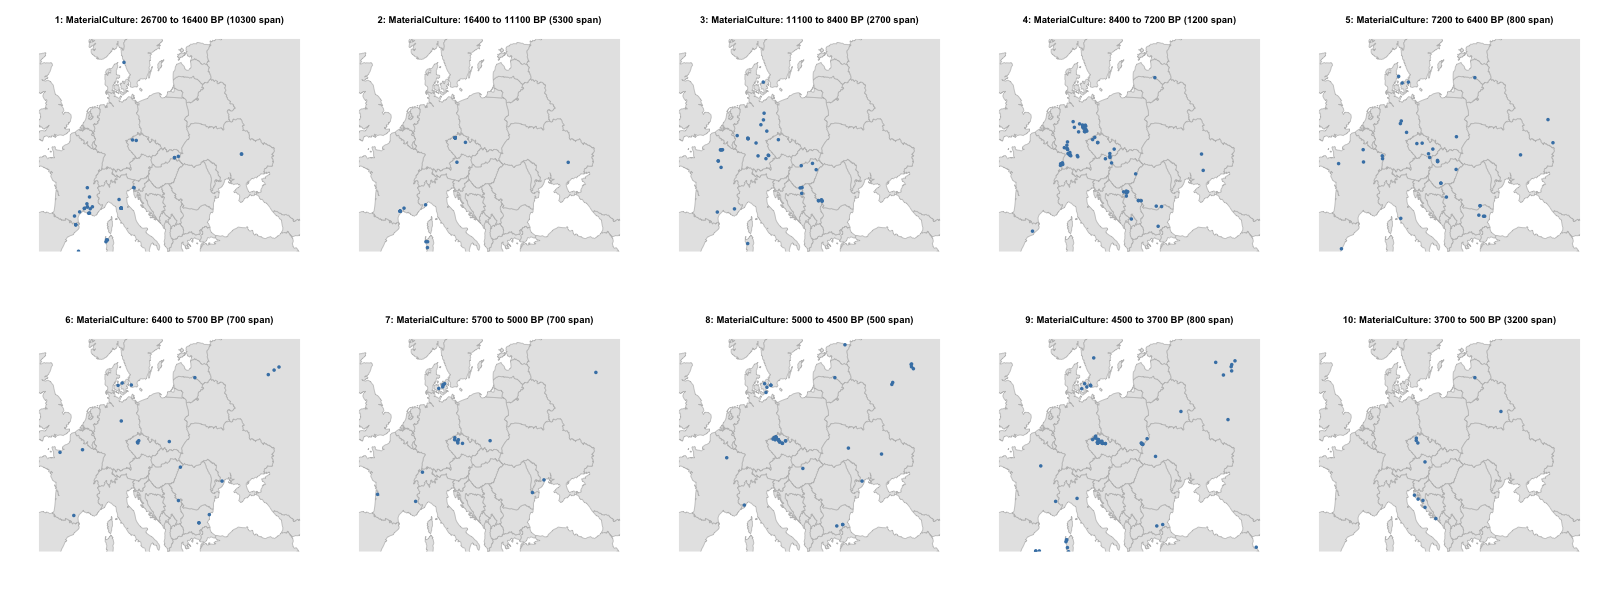 1: MaterialCulture: 26700 to 16400 BP (10300 span)
2: MaterialCulture: 16400 to 11100 BP (5300 span)
3: MaterialCulture: 11100 to 8400 BP (2700 span)
4: MaterialCulture: 8400 to 7200 BP (1200 span)
5: MaterialCulture: 7200 to 6400 BP (800 span)
6: MaterialCulture: 6400 to 5700 BP (700 span)
7: MaterialCulture: 5700 to 5000 BP (700 span)
8: MaterialCulture: 5000 to 4500 BP (500 span)
9: MaterialCulture: 4500 to 3700 BP (800 span)
10: MaterialCulture: 3700 to 500 BP (3200 span)